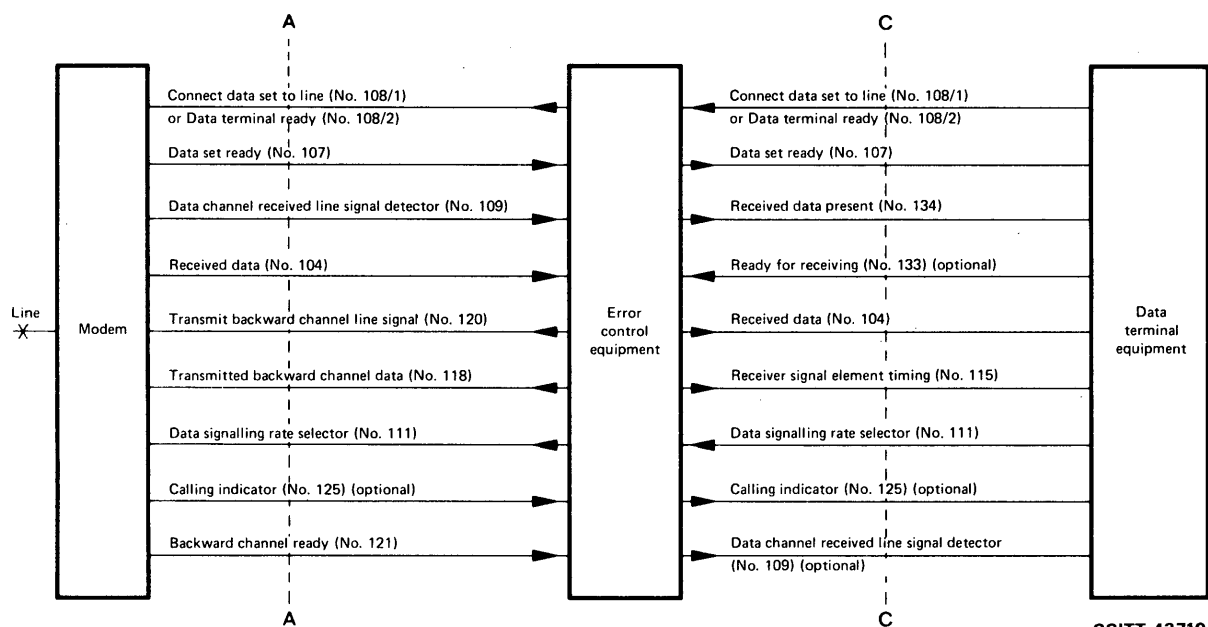 A
C
Connect data set to line (No. 108/1)
or Data terminal ready (No. 108/2)
Data set ready (No. 107)
Data channel received line signal detector (No. 109)
Received data (No. 104)
Line
Modem
Transmit backward channel line signal (No. 120)
Transmitted backward channel data (No. 118)
Data signalling rate selector (No. 111)
Calling indicator (No. 125) (optional)
Backward channel ready (No. 121)
Error
control
equipment
Connect data set to line (No. 108/1)
or Data terminal ready (No. 108/2)
Data set ready (No. 107)
Received data present (No. 134)
Ready for receiving (No. 133) (optional)
Received data (No. 104)
Receiver signal element timing (No. 115)
Data signalling rate selector (No. 111)
Calling indicator (No. 125) (optional)
Data channel received line signal detector
(No. 109) (optional)
Data
terminal
equipment
A
C